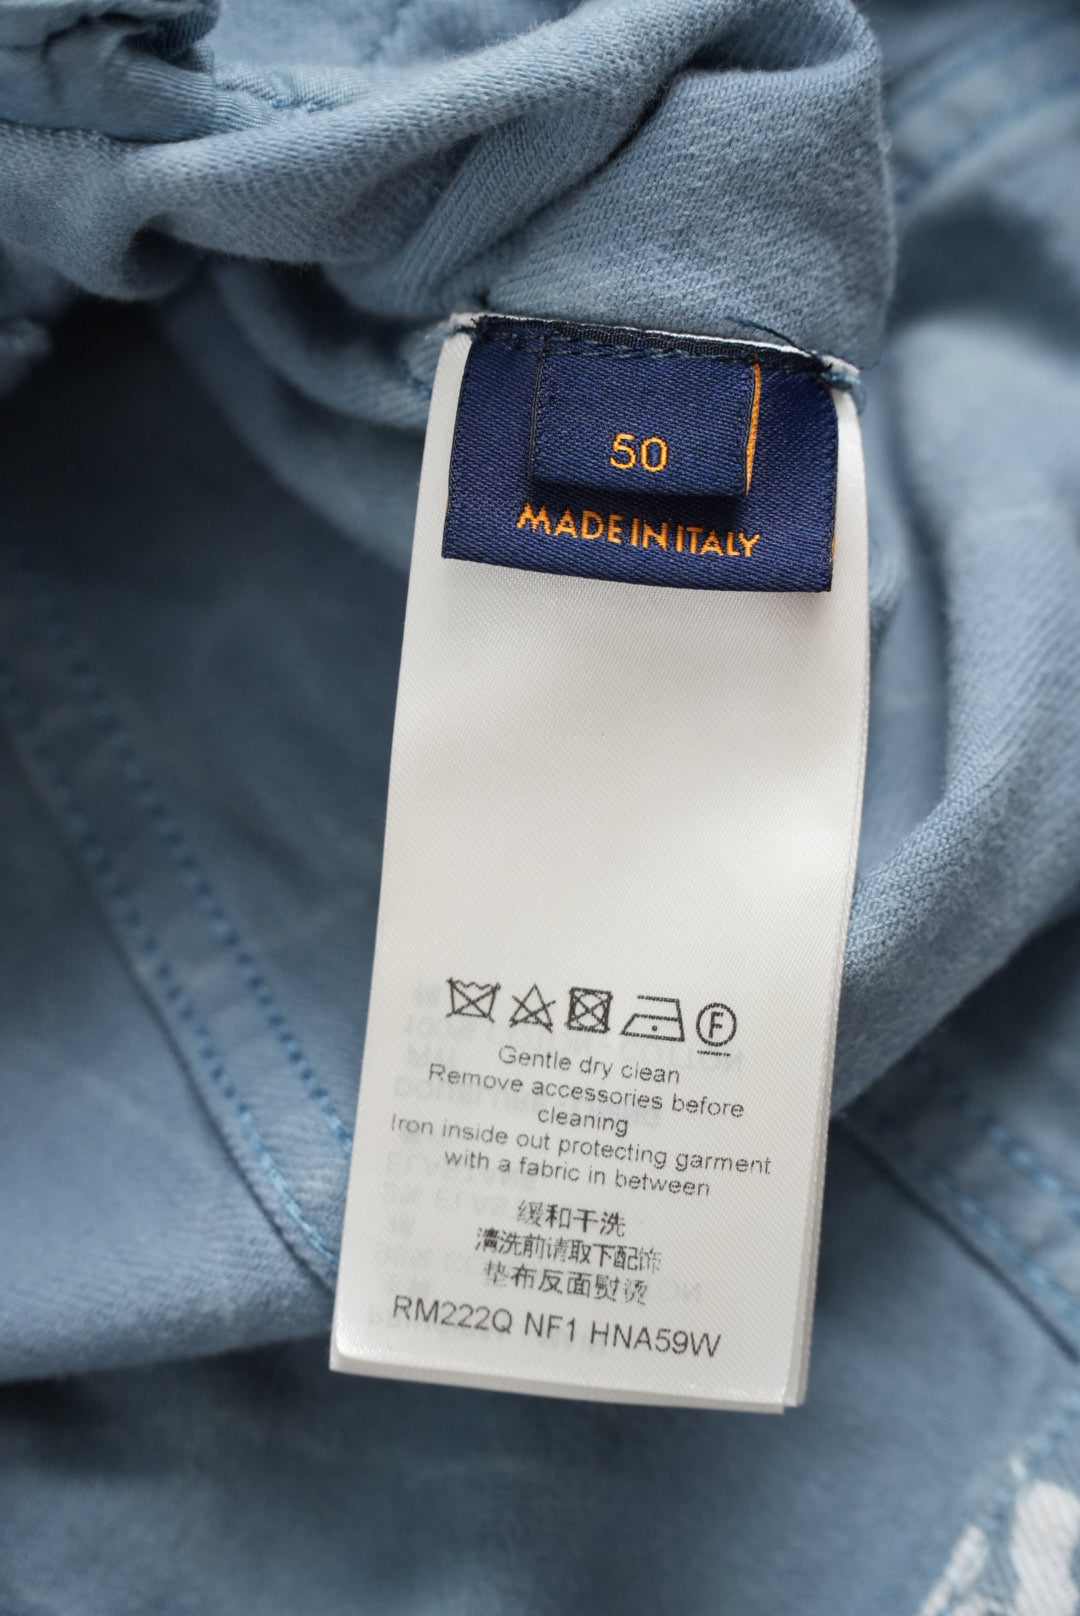 50
MADE IN ITALY
F
Gentle dry clean
Remove accessories before
cleaning
Iron inside out protecting garment
with a fabric in between
缓和干洗
清洗前请取下配饰
垫布反面熨烫
RM222Q NF1 HNA59W